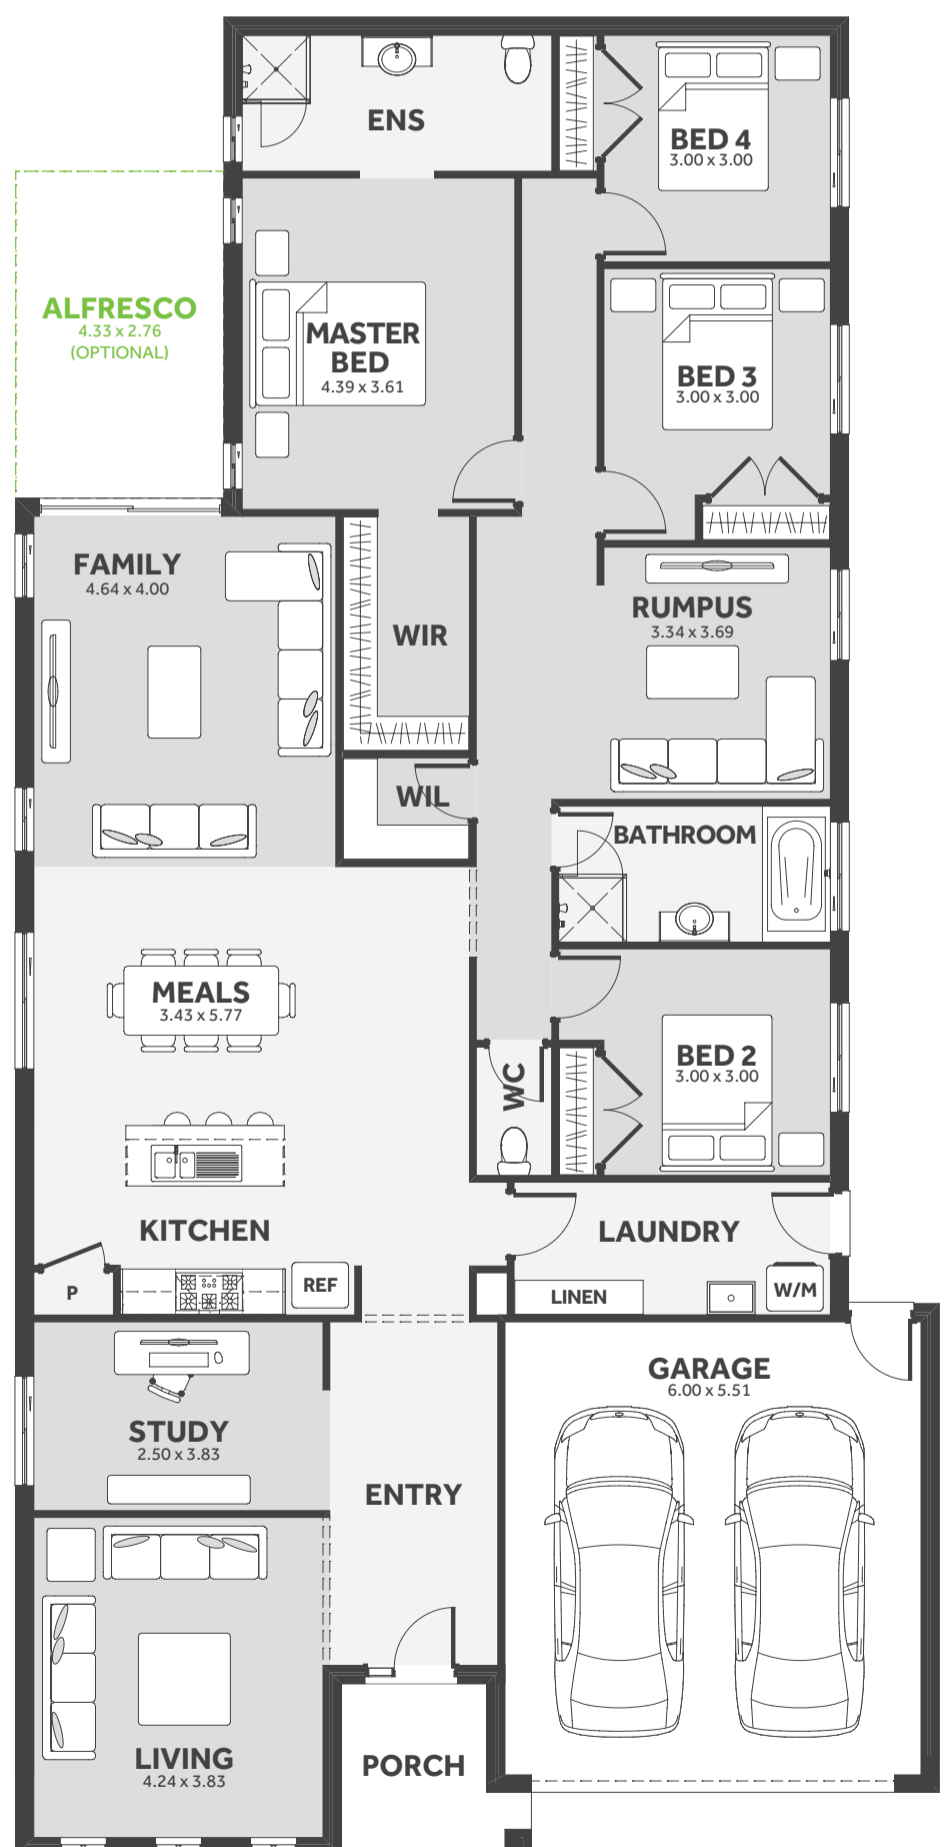 ENS
BED 4
3.00 x 3.00
ALFRESCO
4.33 x 2.76
(OPTIONAL)
MASTER
BED
4.39 x 3.61
BED 3
3.00 x 3.00
FAMILY
4.64 x 4.00
WIR
RUMPUS
3.34 x 3.69
WIL
BATHROOM
MEALS
3.43 x 5.77
WC
BED 2
3.00 x 3.00
KITCHEN
LAUNDRY
P
REF
LINEN
W/M
STUDY
2.50 x 3.83
ENTRY
GARAGE
6.00 x 5.51
LIVING
4.24 x 3.83
PORCH